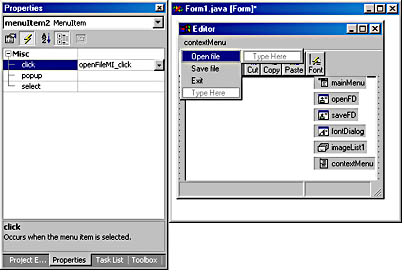 Properties
menuItem2 MenuItem
Misc
click openFileMI_click
popup
select
click
Occurs when the menu item is selected.
Project E...
Properties
Task List
Toolbox
Form1.java [Form]*
Editor
contextMenu
Open file
Type Here
Save file
Exit
Type Here
Cut
Copy
Paste
Font
mainMenu
openFD
saveFD
fontDialog
imageList1
contextMenu